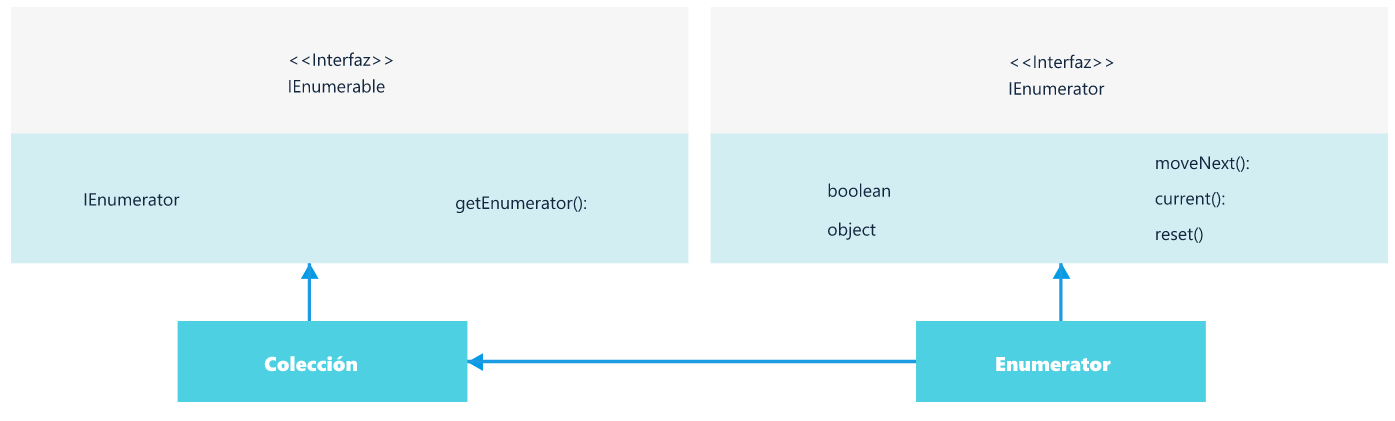 <<Interfaz>>
IEnumerable
IEnumerator
getEnumerator():
<<Interfaz>>
IEnumerator
boolean
object
moveNext():
current():
reset()
Colección
Enumerator